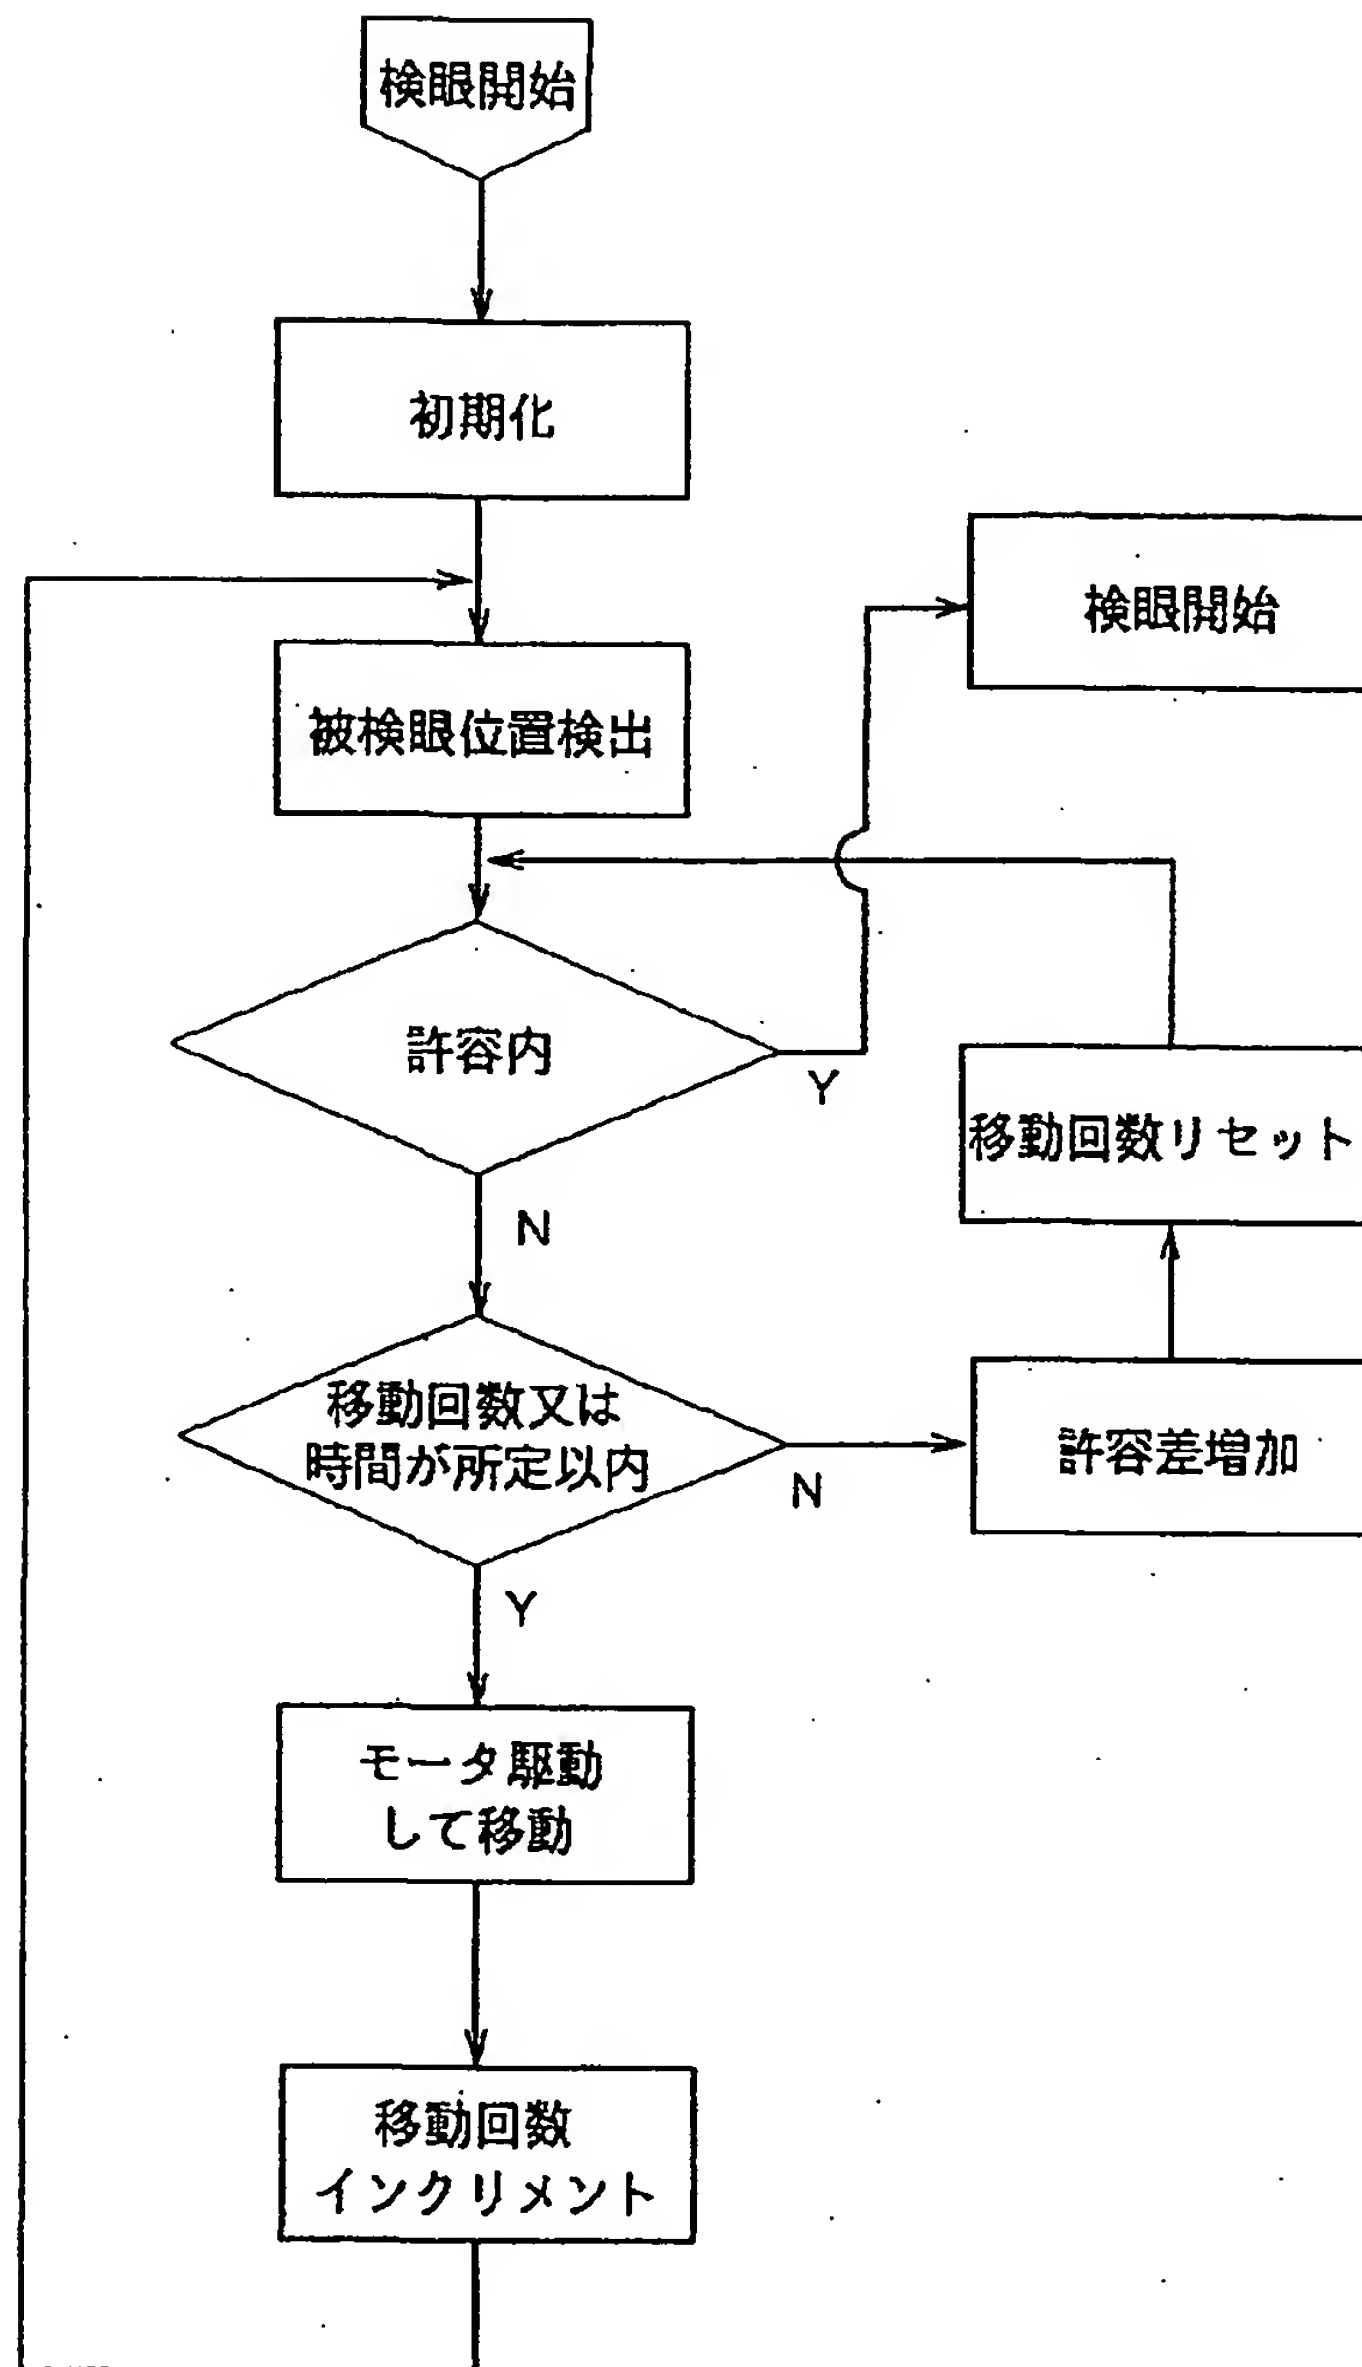 検眼開始
初期化
検眼開始
被検眼位置検出
許容内
Y
移動回数リセット
N
移動回数又は
時間が所定以内
N
許容差増加
Y
モータ駆動
して移動
移動回数
インクリメント